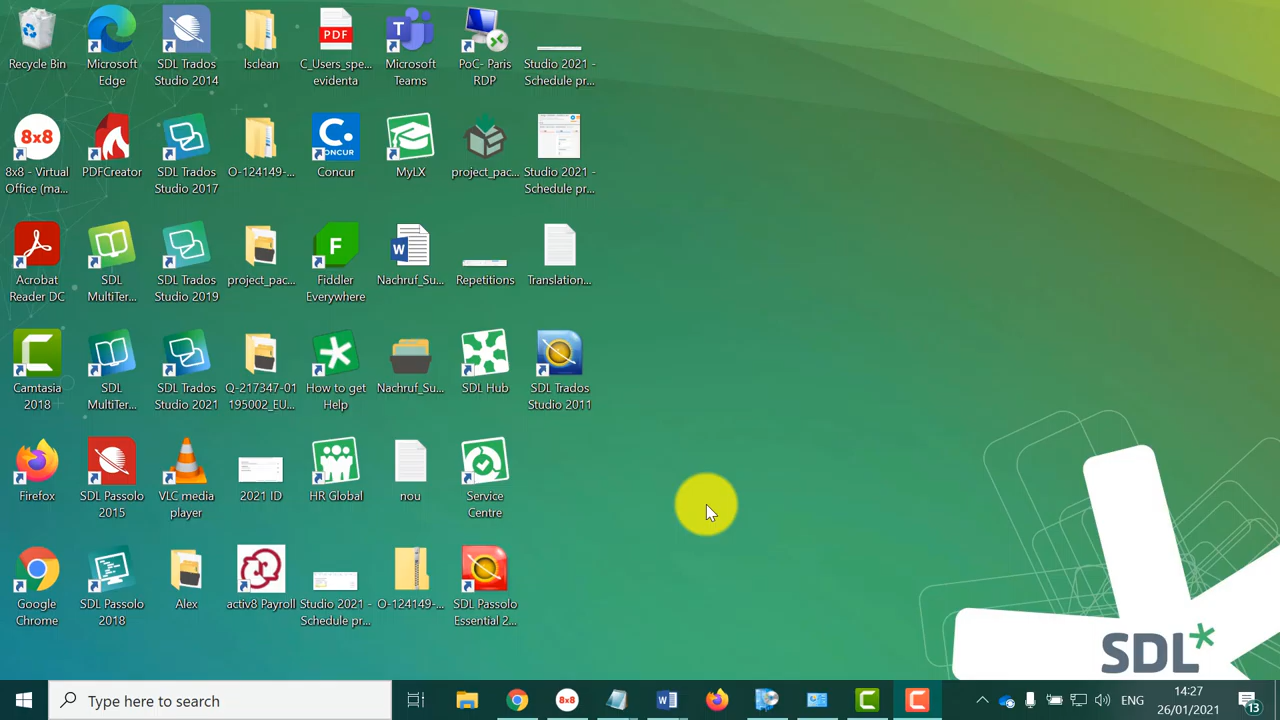 Recycle Bin
Microsoft
Edge
SDL Trados
Studio 2014
lsclean
PDF
C_Users_spe...
evidenta
T
Microsoft
Teams
PoC- Paris
RDP
Studio 2021 -
Schedule pr...
8x8
8x8 - Virtual
Office (ma...
PDFCreator
SDL Trados
Studio 2017
O-124149-...
C.
CONCUR
Concur
MyLX
project_pac...
Studio 2021 -
Schedule pr...
Acrobat
Reader DC
SDL
MultiTer...
SDL Trados
Studio 2019
project_pac...
F
Fiddler
Everywhere
W
Nachruf_Su...
Repetitions
Translation...
Camtasia
2018
SDL
MultiTer...
SDL Trados
Studio 2021
Q-217347-01
195002_EU...
How to get
Help
Nachruf_Su...
SDL Hub
SDL Trados
Studio 2011
Firefox
SDL Passolo
2015
VLC media
player
2021 ID
HR Global
nou
Service
Centre
Google
Chrome
SDL Passolo
2018
Alex
activ8 Payroll
Studio 2021 -
Schedule pr...
O-124149-...
SDL Passolo
Essential 2...
SDL*
Type here to search
8x8
W
ENG
14:27
26/01/2021
13